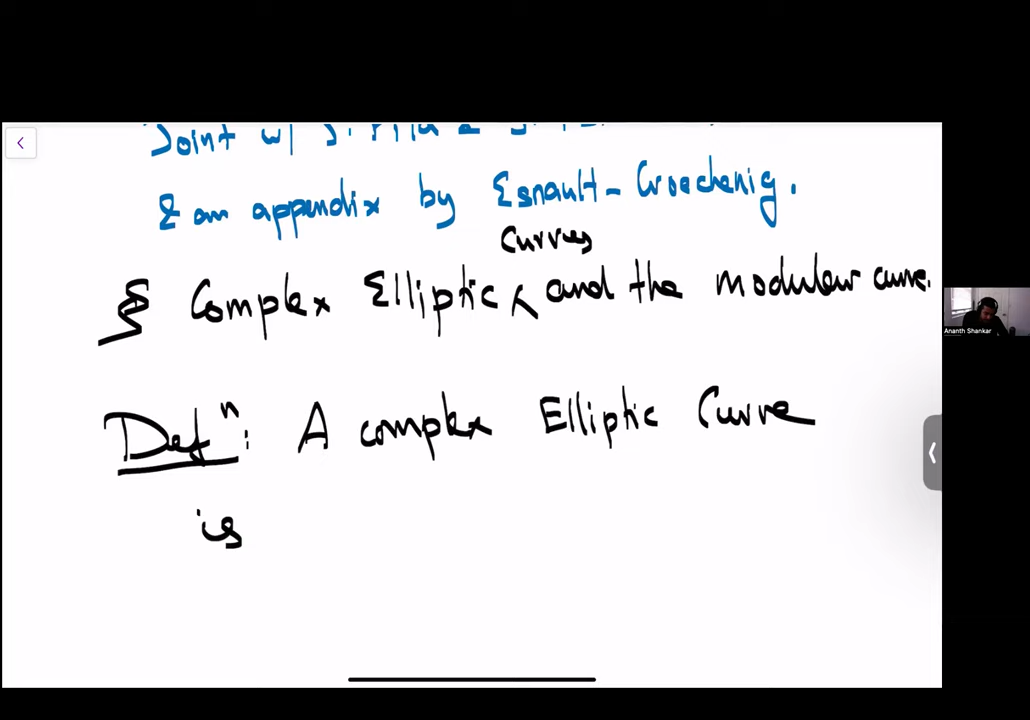 Joint w/ J. Pila
& an appendix by Esnault - Groechenig.
Curves
§ Complex Elliptic and the modular curve.
Defⁿ: A complex Elliptic Curve
is
Ananth Shankar